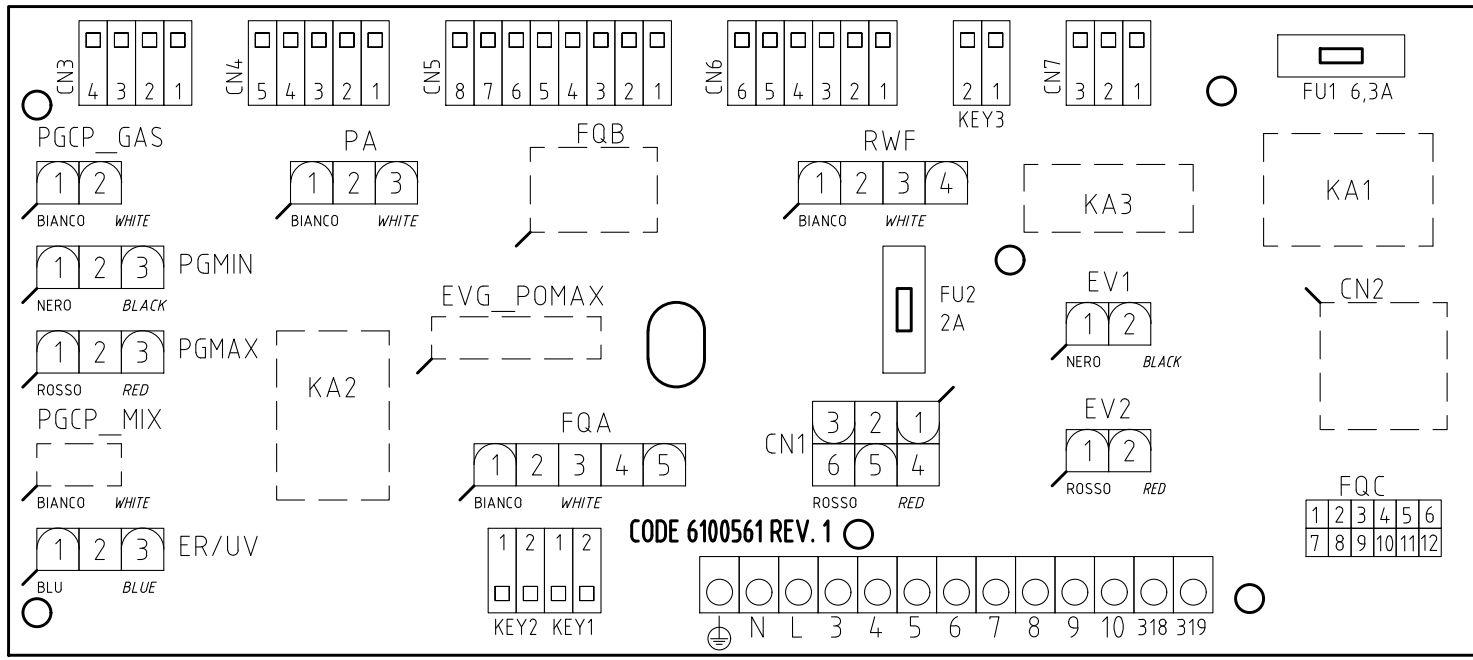 CN3 4 3 2 1
CN4 5 4 3 2 1
CN5 8 7 6 5 4 3 2 1
CN6 6 5 4 3 2 1
2 1
KEY3
CN7 3 2 1
FU1 6,3A
PGCP_GAS
1 2
BIANCO WHITE
PA
1 2 3
BIANCO WHITE
FQB
RWF
1 2 3 4
BIANCO WHITE
KA3
KA1
1 2 3 PGMIN
NERO BLACK
EVG_POMAX
FU2
2A
EV1
1 2
NERO BLACK
CN2
1 2 3 PGMAX
ROSSO RED
KA2
PGCP_MIX
BIANCO WHITE
FQA
1 2 3 4 5
BIANCO WHITE
CN1
3 2 1
6 5 4
ROSSO RED
EV2
1 2
ROSSO RED
FQC
1 2 3 4 5 6
7 8 9 10 11 12
1 2 3 ER/UV
BLU BLUE
1 2 1 2
KEY2 KEY1
CODE 6100561 REV. 1
N L 3 4 5 6 7 8 9 10 318 319